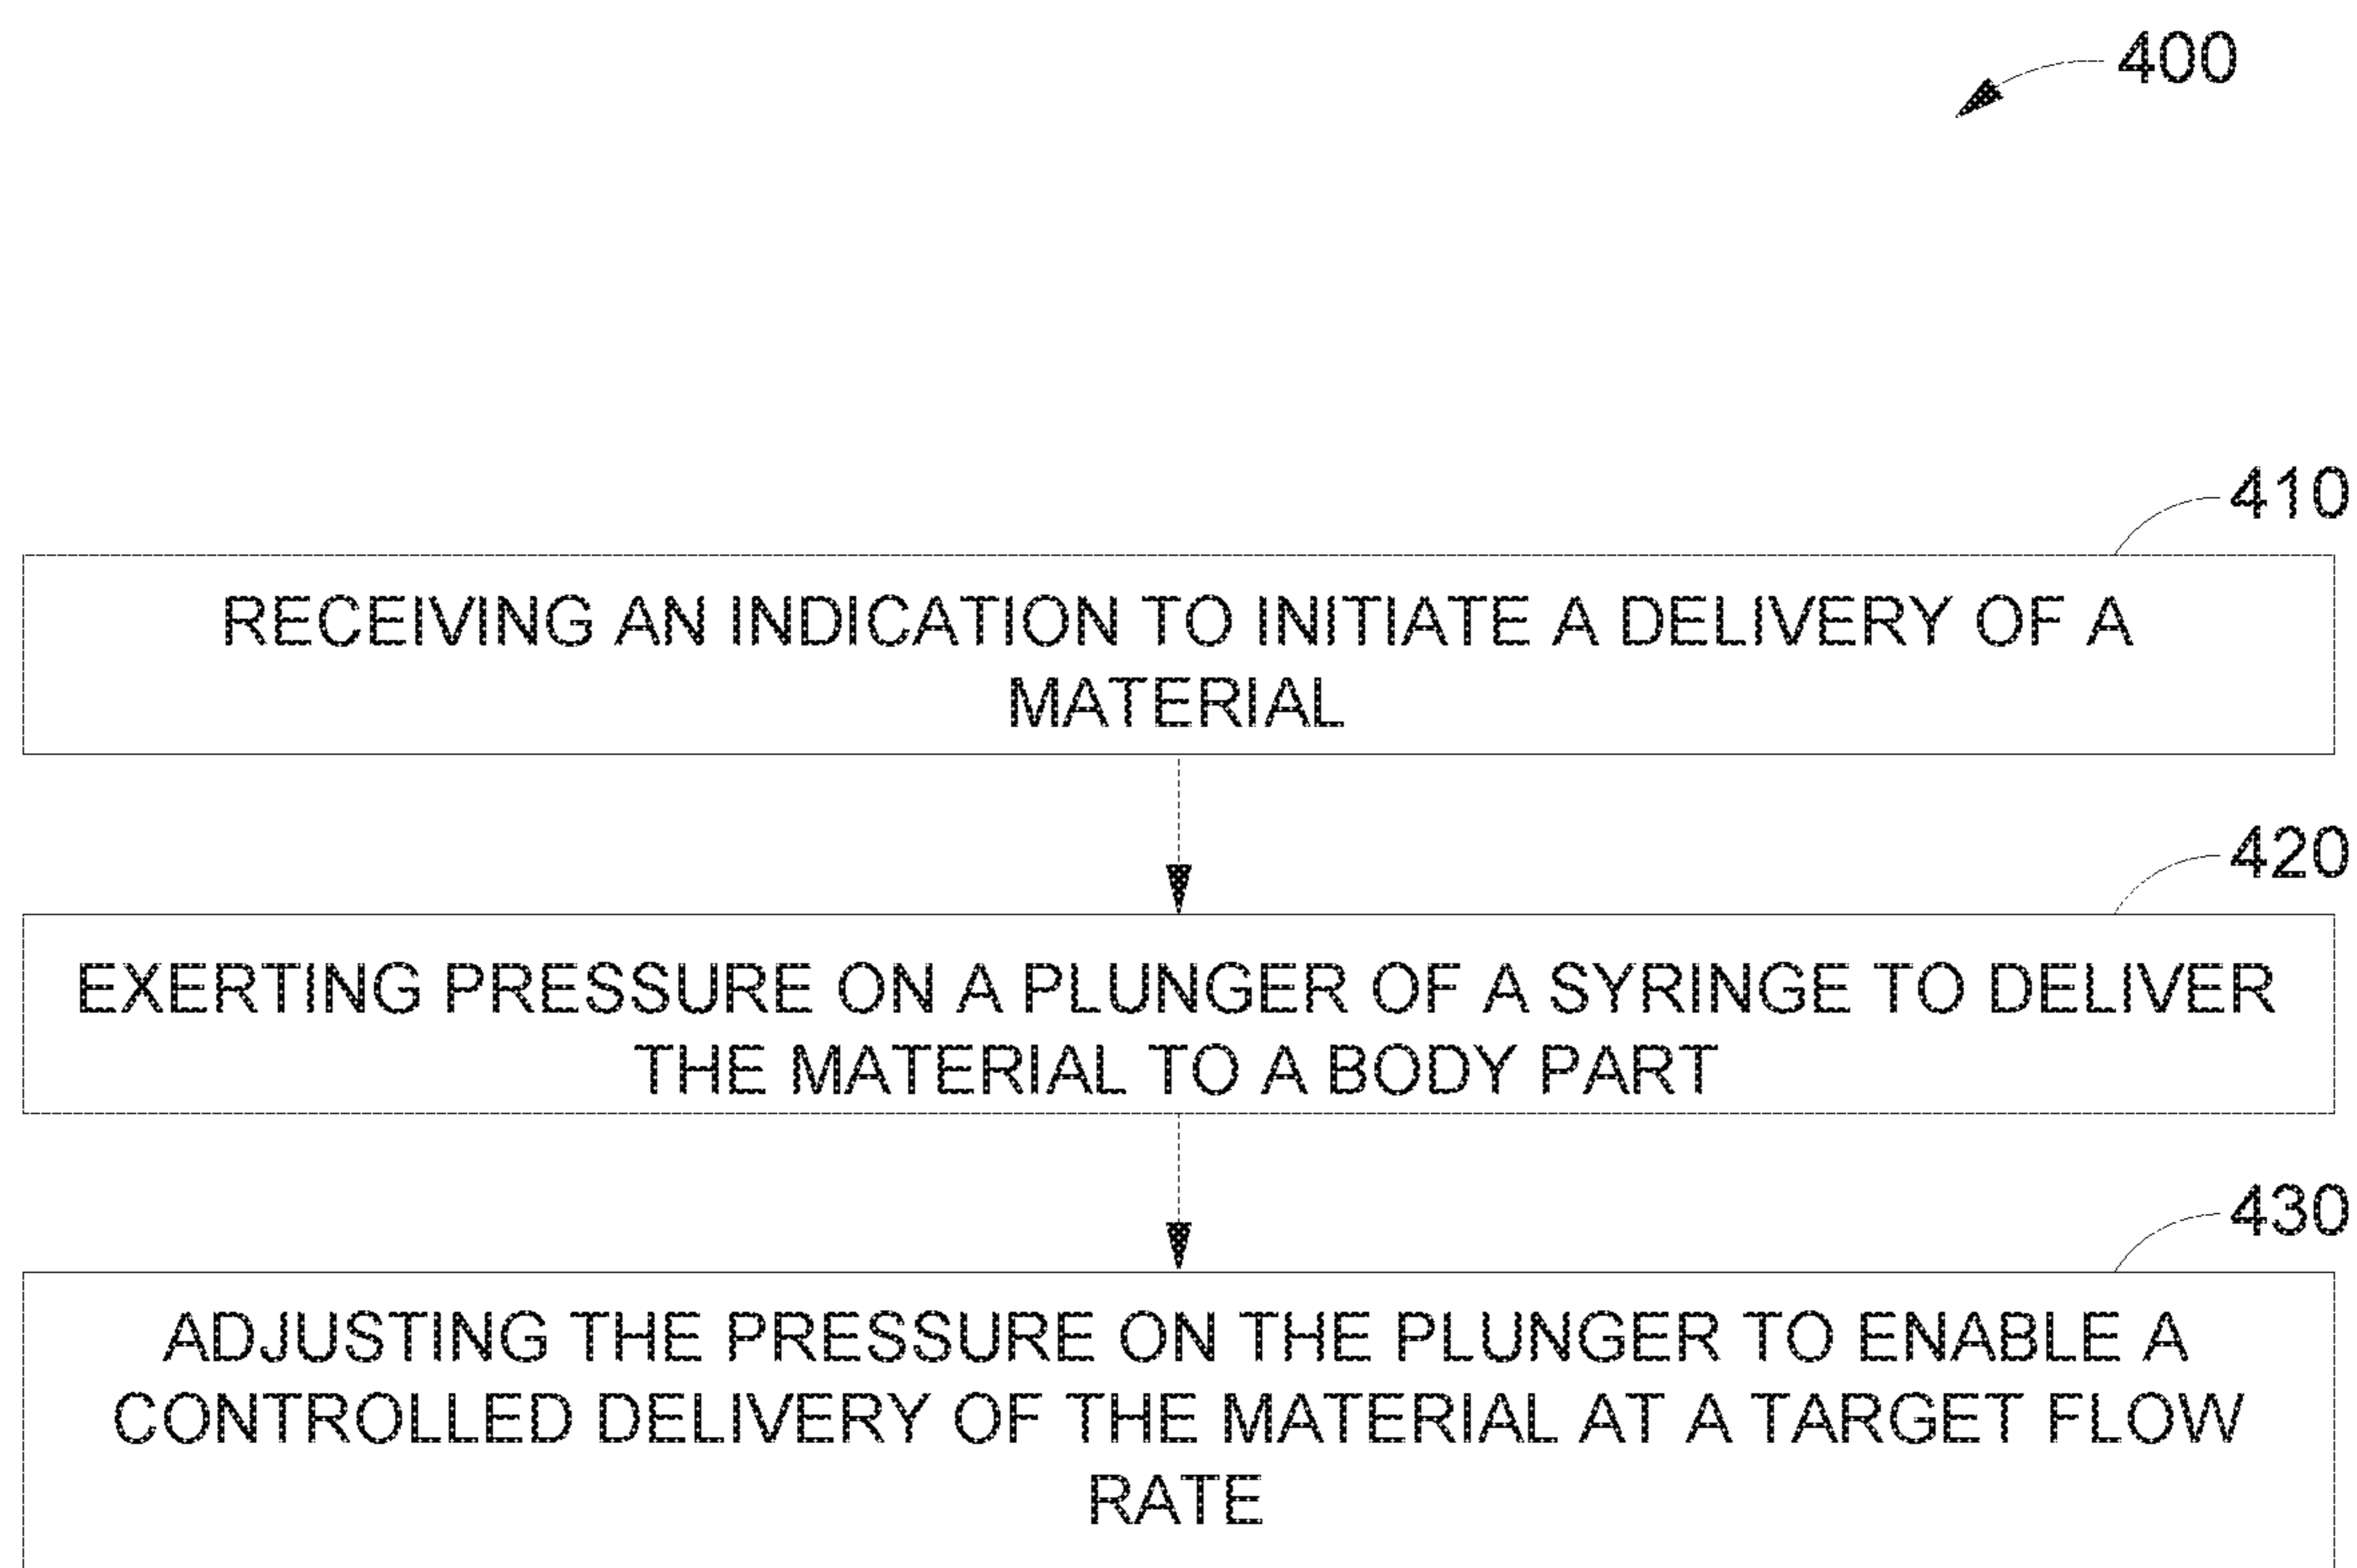 400
410
RECEIVING AN INDICATION TO INITIATE A DELIVERY OF A
MATERIAL
420
EXERTING PRESSURE ON A PLUNGER OF A SYRINGE TO DELIVER
THE MATERIAL TO A BODY PART
430
ADJUSTING THE PRESSURE ON THE PLUNGER TO ENABLE A
CONTROLLED DELIVERY OF THE MATERIAL AT A TARGET FLOW
RATE